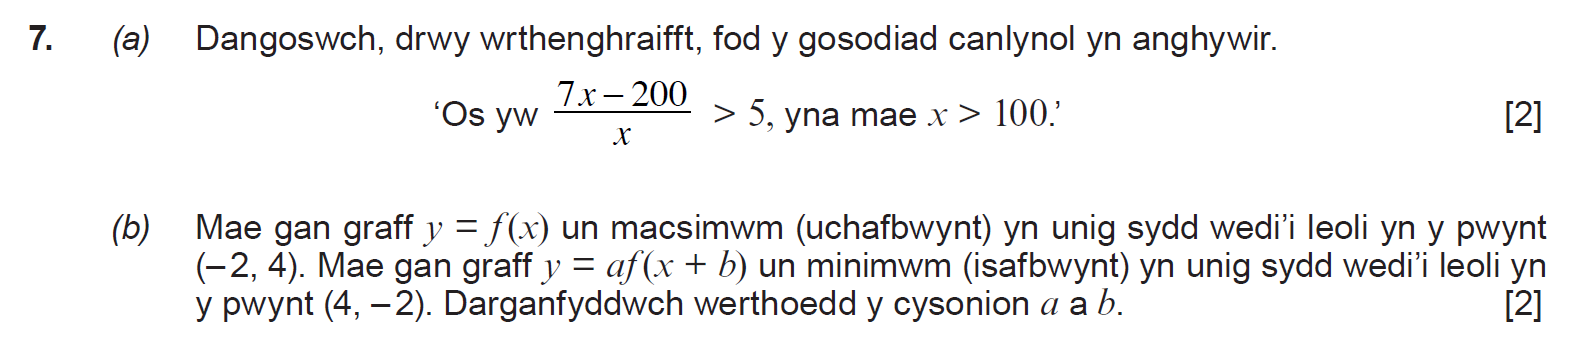 7. (a) Dangoswch, drwy wrthenghraifft, fod y gosodiad canlynol yn anghywir.
‘Os yw (7x – 200)/x > 5, yna mae x > 100.’ [2]
(b) Mae gan graff y = f(x) un macsimwm (uchafbwynt) yn unig sydd wedi’i leoli yn y pwynt
(–2, 4). Mae gan graff y = af(x + b) un minimwm (isafbwynt) yn unig sydd wedi’i leoli yn
y pwynt (4, –2). Darganfyddwch werthoedd y cysonion a a b. [2]